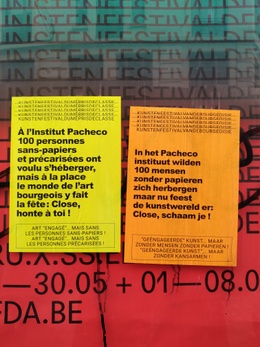 À l'Institut Pacheco
100 personnes
sans-papiers
et précarisées ont
voulu s'héberger,
mais à la place
le monde de l'art
bourgeois y fait
la fête : Close,
honte à toi !
ART "ENGAGÉ"... MAIS SANS
LES PERSONNES SANS-PAPIERS !
ART "ENGAGÉ"... MAIS SANS
LES PERSONNES PRÉCARISÉES !
KUNSTENFESTIVALVANDEBOURGEOISIE
In het Pacheco
instituut wilden
100 mensen
zonder papieren
zich herbergen
maar nu feest
de kunstwereld er:
Close, schaam je !
"GEËNGAGEERDE" KUNST... MAAR
ZONDER MENSEN ZONDER PAPIEREN !
"GEËNGAGEERDE" KUNST... MAAR
ZONDER KANSARMEN !
—30.05 + 01—08.0
FDA.BE